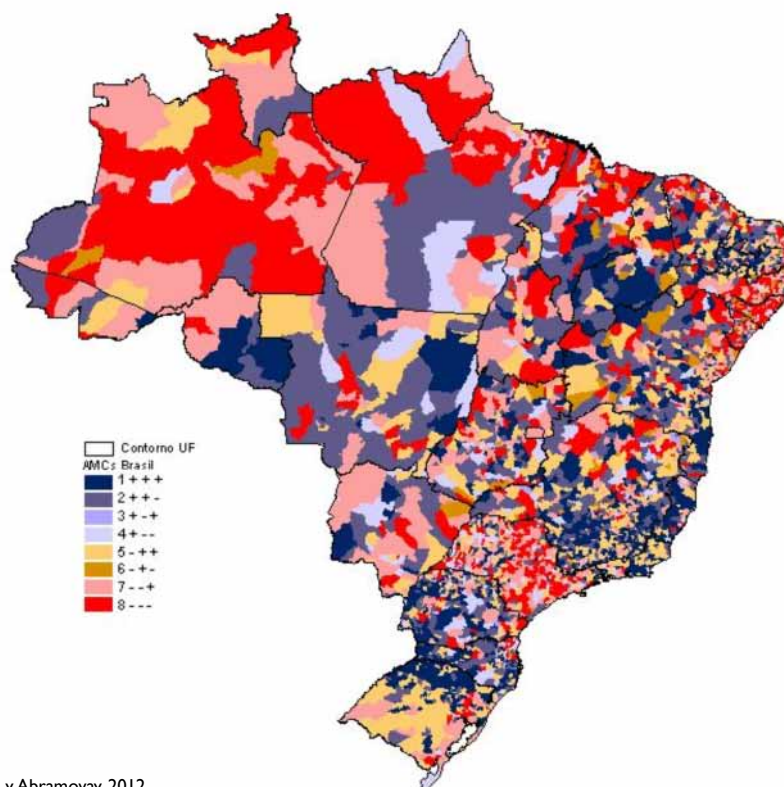 Contorno UF
AMCs Brasil
1 + + +
2 + + -
3 + - +
4 + - -
5 - + +
6 - + -
7 - - +
8 - - -
y Abramovay, 2012